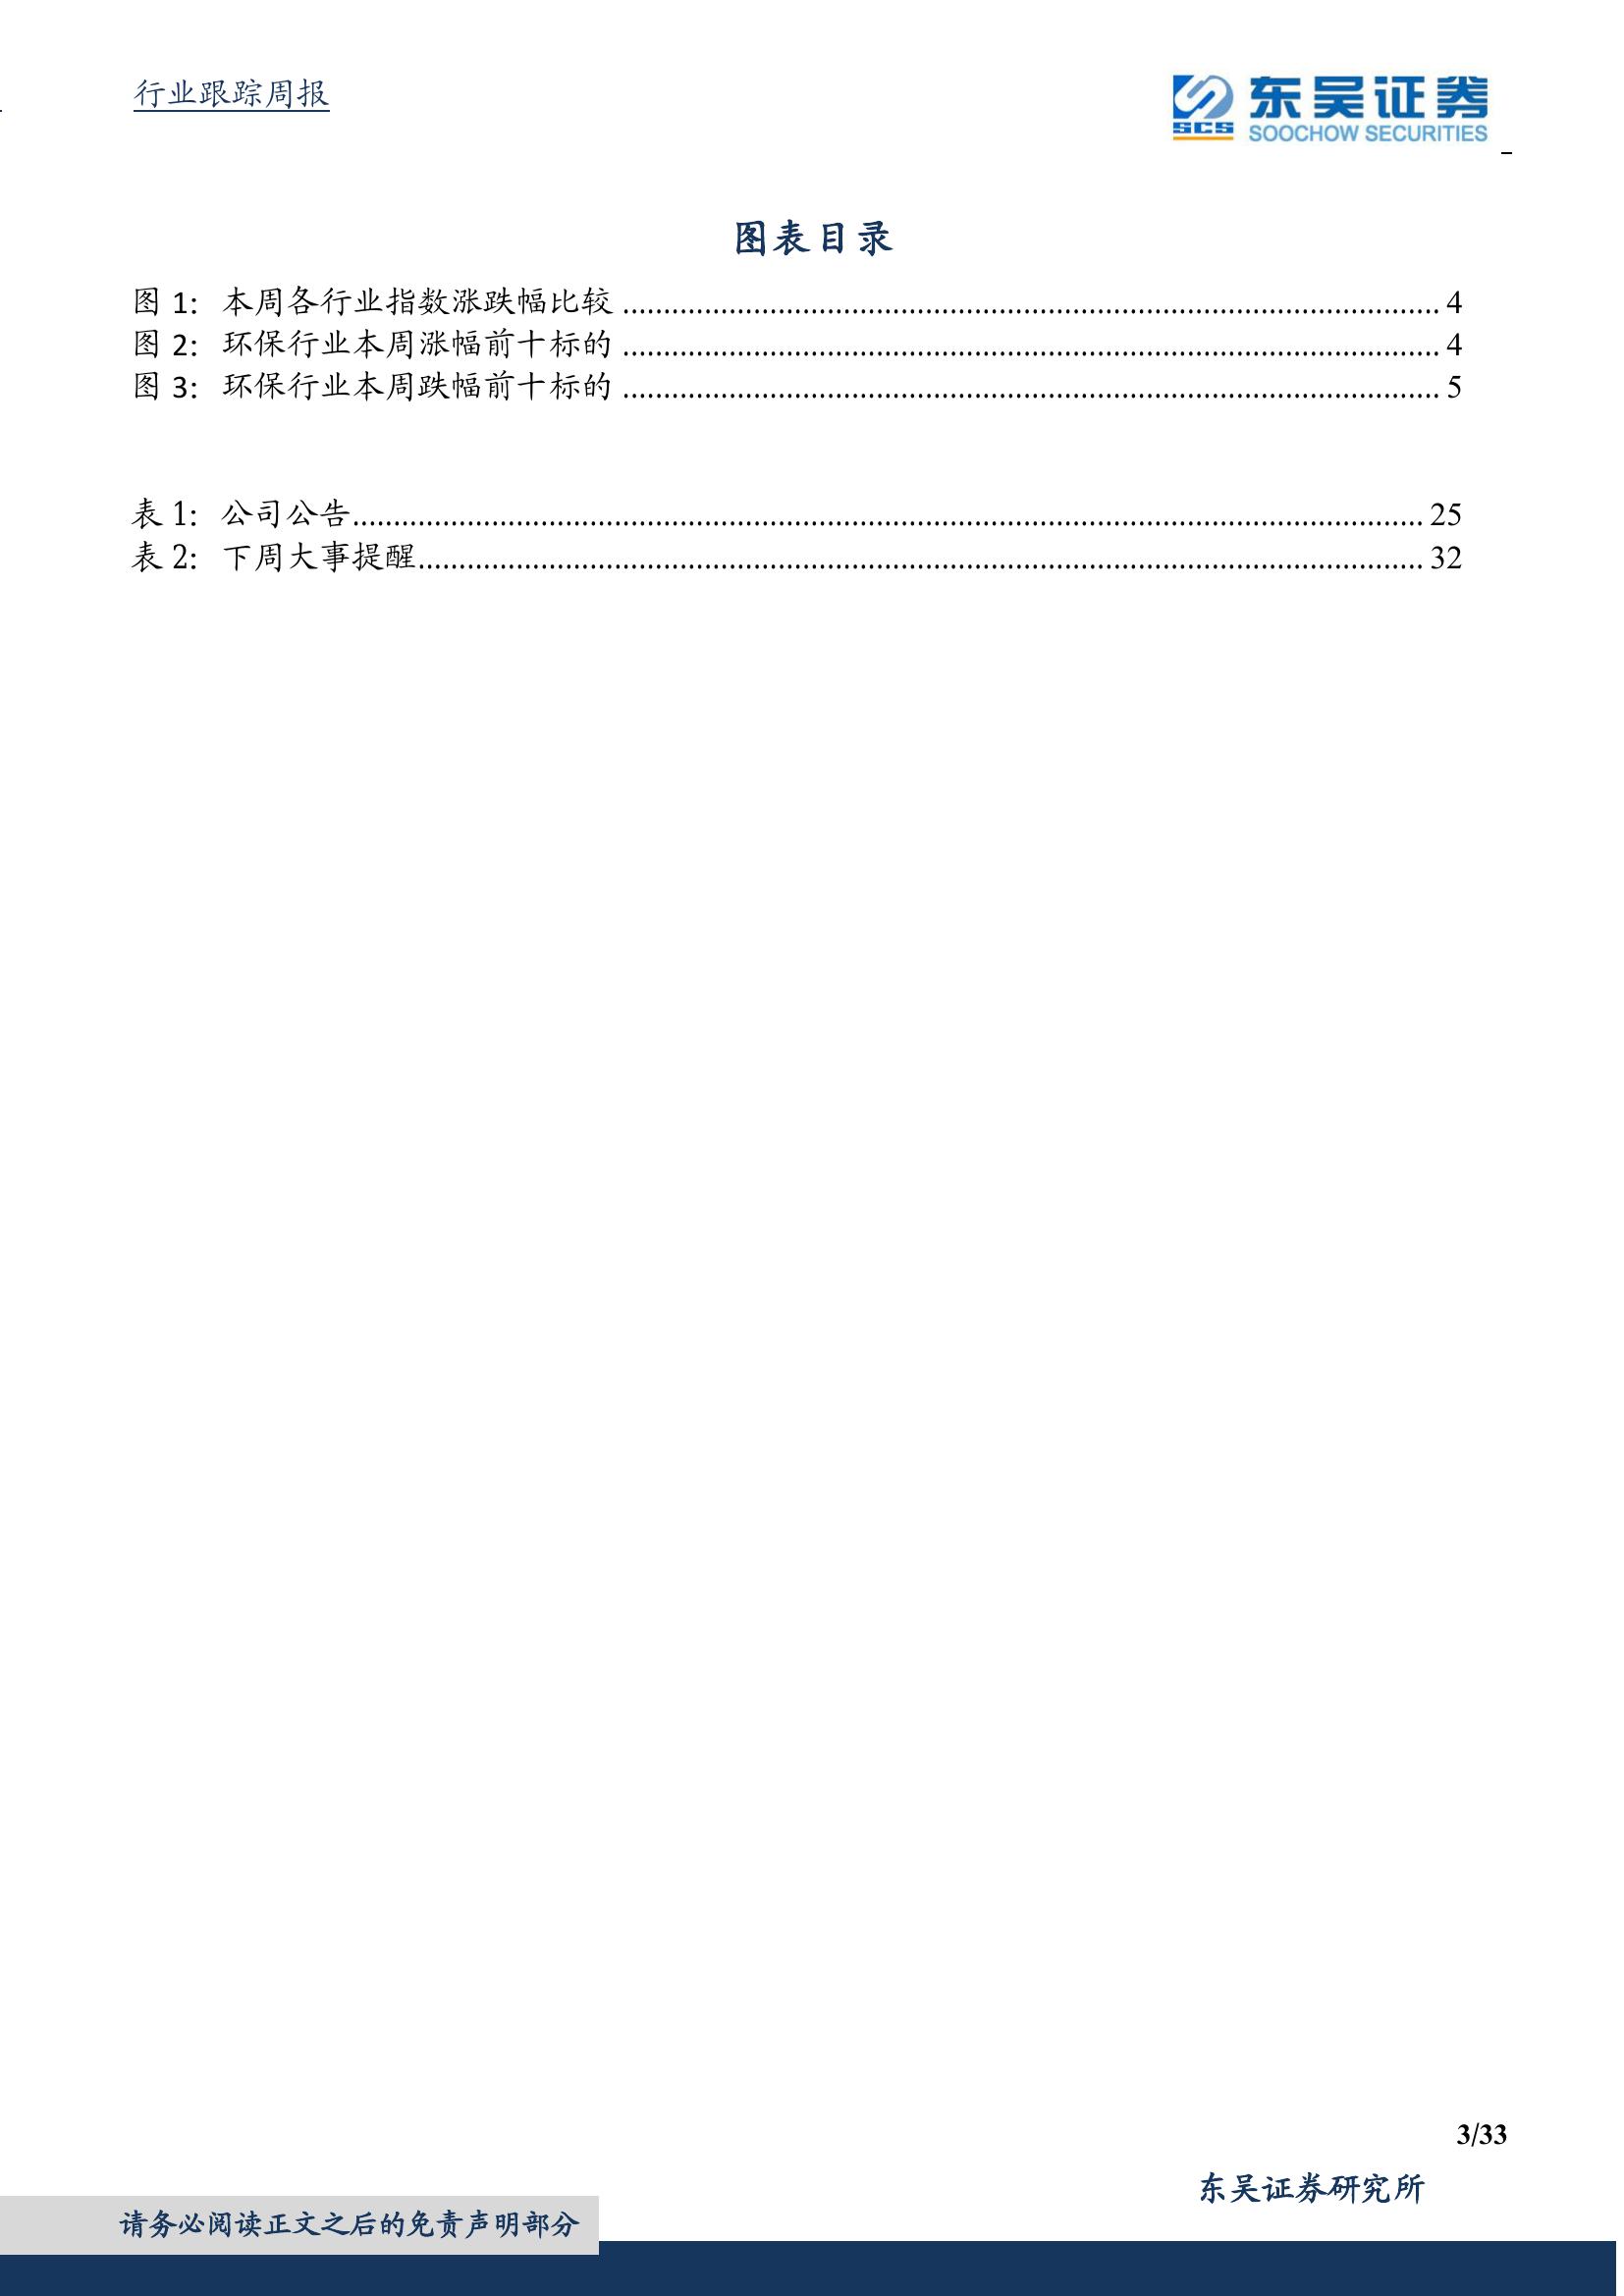 行业跟踪周报
东吴证券
SCS
SOOCHOW SECURITIES
图表目录
图 1: 本周各行业指数涨跌幅比较 ........................................................................................................ 4
图 2: 环保行业本周涨幅前十标的 ........................................................................................................ 4
图 3: 环保行业本周跌幅前十标的 ........................................................................................................ 5
表 1: 公司公告........................................................................................................................................ 25
表 2: 下周大事提醒................................................................................................................................ 32
3/33
东吴证券研究所
请务必阅读正文之后的免责声明部分